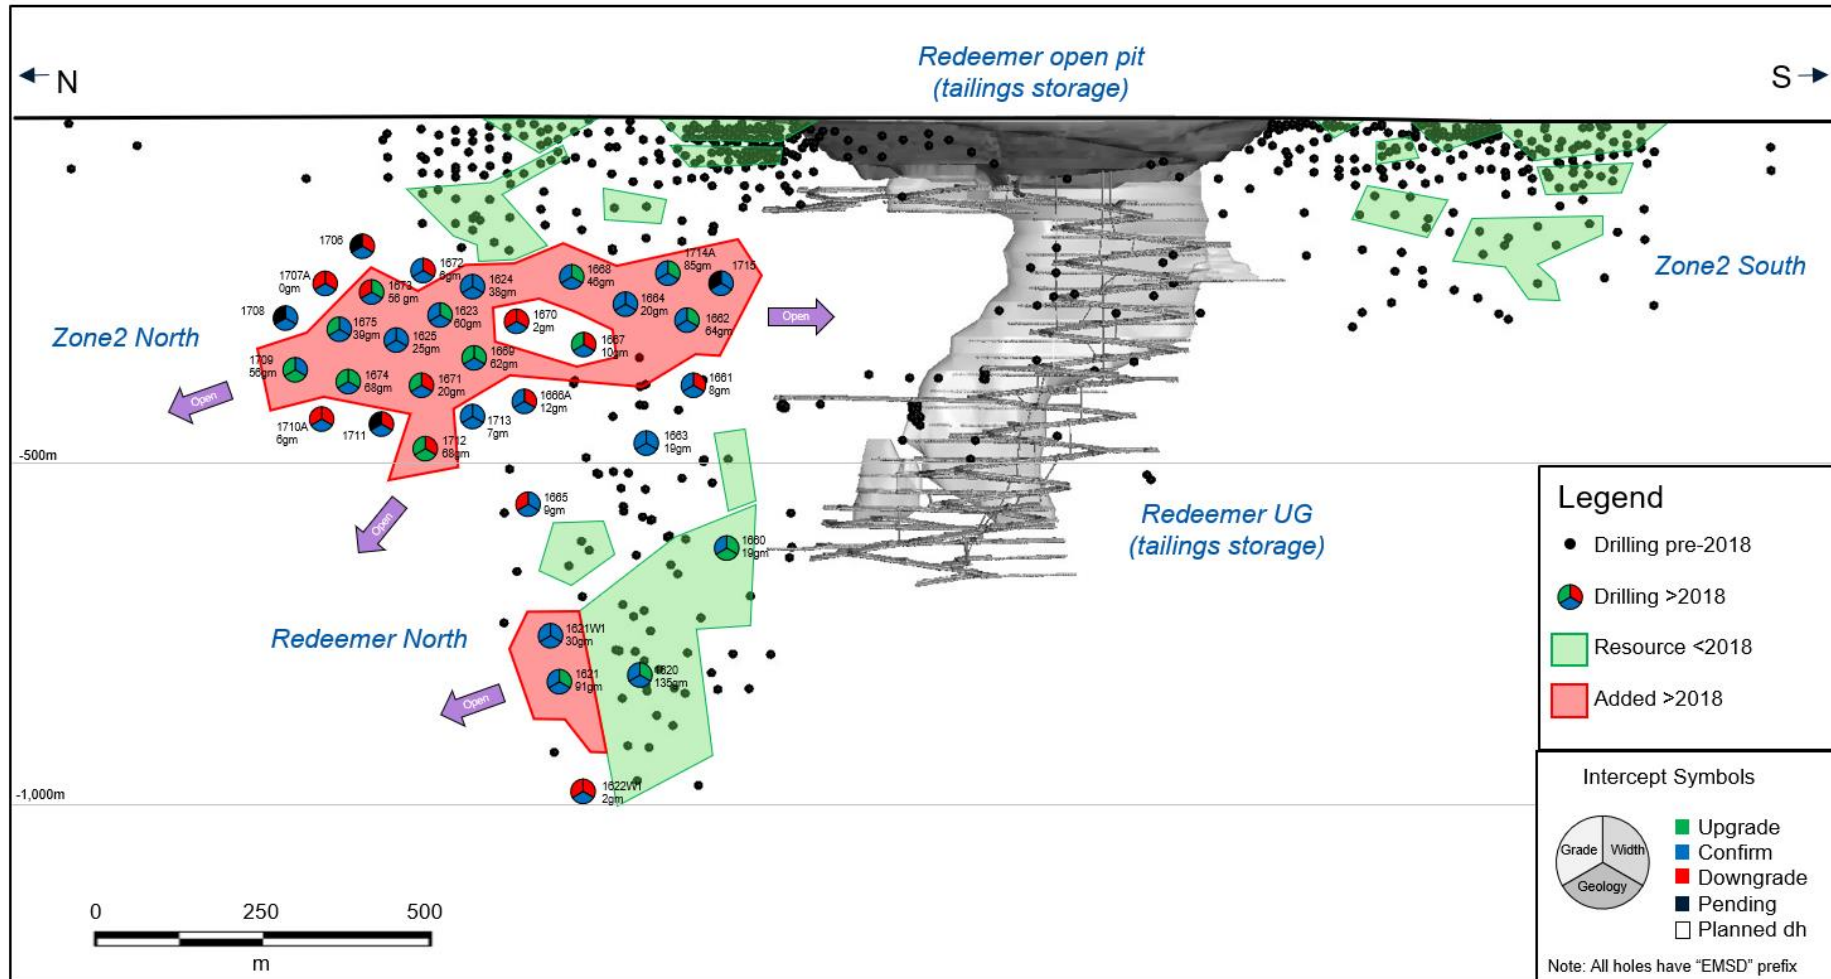 Redeemer open pit
(tailings storage)
N
S
Zone2 South
Zone2 North
Redeemer North
Redeemer UG
(tailings storage)
1706
1707A
0gm
1708
1672
6gm
1673
56 gm
1624
38gm
1668
46gm
1714A
85gm
1715
1664
20gm
1662
64gm
1623
60gm
1675
39gm
1625
25gm
1670
2gm
1667
10gm
1669
62gm
1709
56gm
1674
68gm
1671
20gm
1661
8gm
1666A
12gm
1713
7gm
1710A
6gm
1711
1712
68gm
1663
19gm
1665
9gm
1660
19gm
1621W1
30gm
1621
91gm
1620
135gm
1622W1
2gm
Open
Open
Open
Open
-500m
-1,000m
0
250
500
m
Legend
Drilling pre-2018
Drilling >2018
Resource <2018
Added >2018
Intercept Symbols
Grade
Width
Geology
Upgrade
Confirm
Downgrade
Pending
Planned dh
Note: All holes have “EMSD” prefix